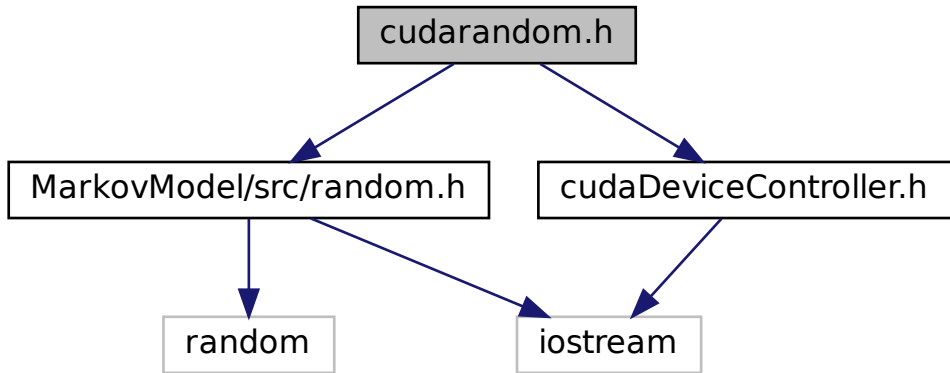 cudarandom.h
MarkovModel/src/random.h
cudaDeviceController.h
random
iostream